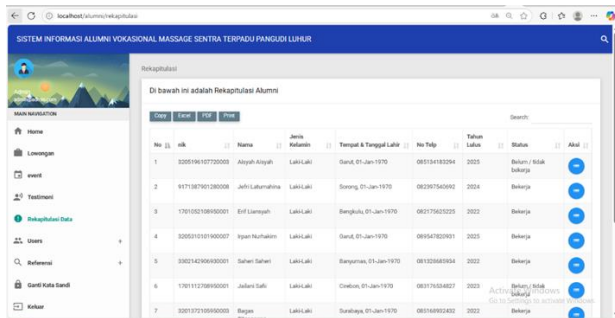 localhost/alumni/rekapitulasi
SISTEM INFORMASI ALUMNI VOKASIONAL MASSAGE SENTRA TERPADU PANGUDI LUHUR
MAIN NAVIGATION
Home
Lowongan
event
Testimoni
Rekapitulasi Data
Users +
Referensi +
Ganti Kata Sandi
Keluar
Rekapitulasi
Di bawah ini adalah Rekapitulasi Alumni
Copy Excel PDF Print
Search:
No nik Nama Jenis Kelamin Tempat & Tanggal Lahir No Telp Tahun Lulus Status Aksi
1 3205196107720003 Aisyah Aisyah Laki-Laki Garut, 01-Jan-1970 085134183294 2025 Belum / tidak bekerja
2 9171087901280008 Jefri Laturnahina Laki-Laki Sorong, 01-Jan-1970 082397540692 2024 Bekerja
3 1701052108950001 Erif Liansyah Laki-Laki Bengkulu, 01-Jan-1970 082175625225 2022 Bekerja
4 3205310101900007 Irpan Nurhakim Laki-Laki Garut, 01-Jan-1970 089547820931 2025 Bekerja
5 3302142906930001 Saheri Saheri Laki-Laki Banyumas, 01-Jan-1970 081328685904 2022 Bekerja
6 1701112708950001 Jailani Safii Laki-Laki Cirebon, 01-Jan-1970 083176534827 2022 Belum / tidak bekerja
7 3201372105950003 Bagas Laki-Laki Surabaya, 01-Jan-1970 085168902402 2022 Bekerja
Activate Windows
Go to Settings to activate Windows.